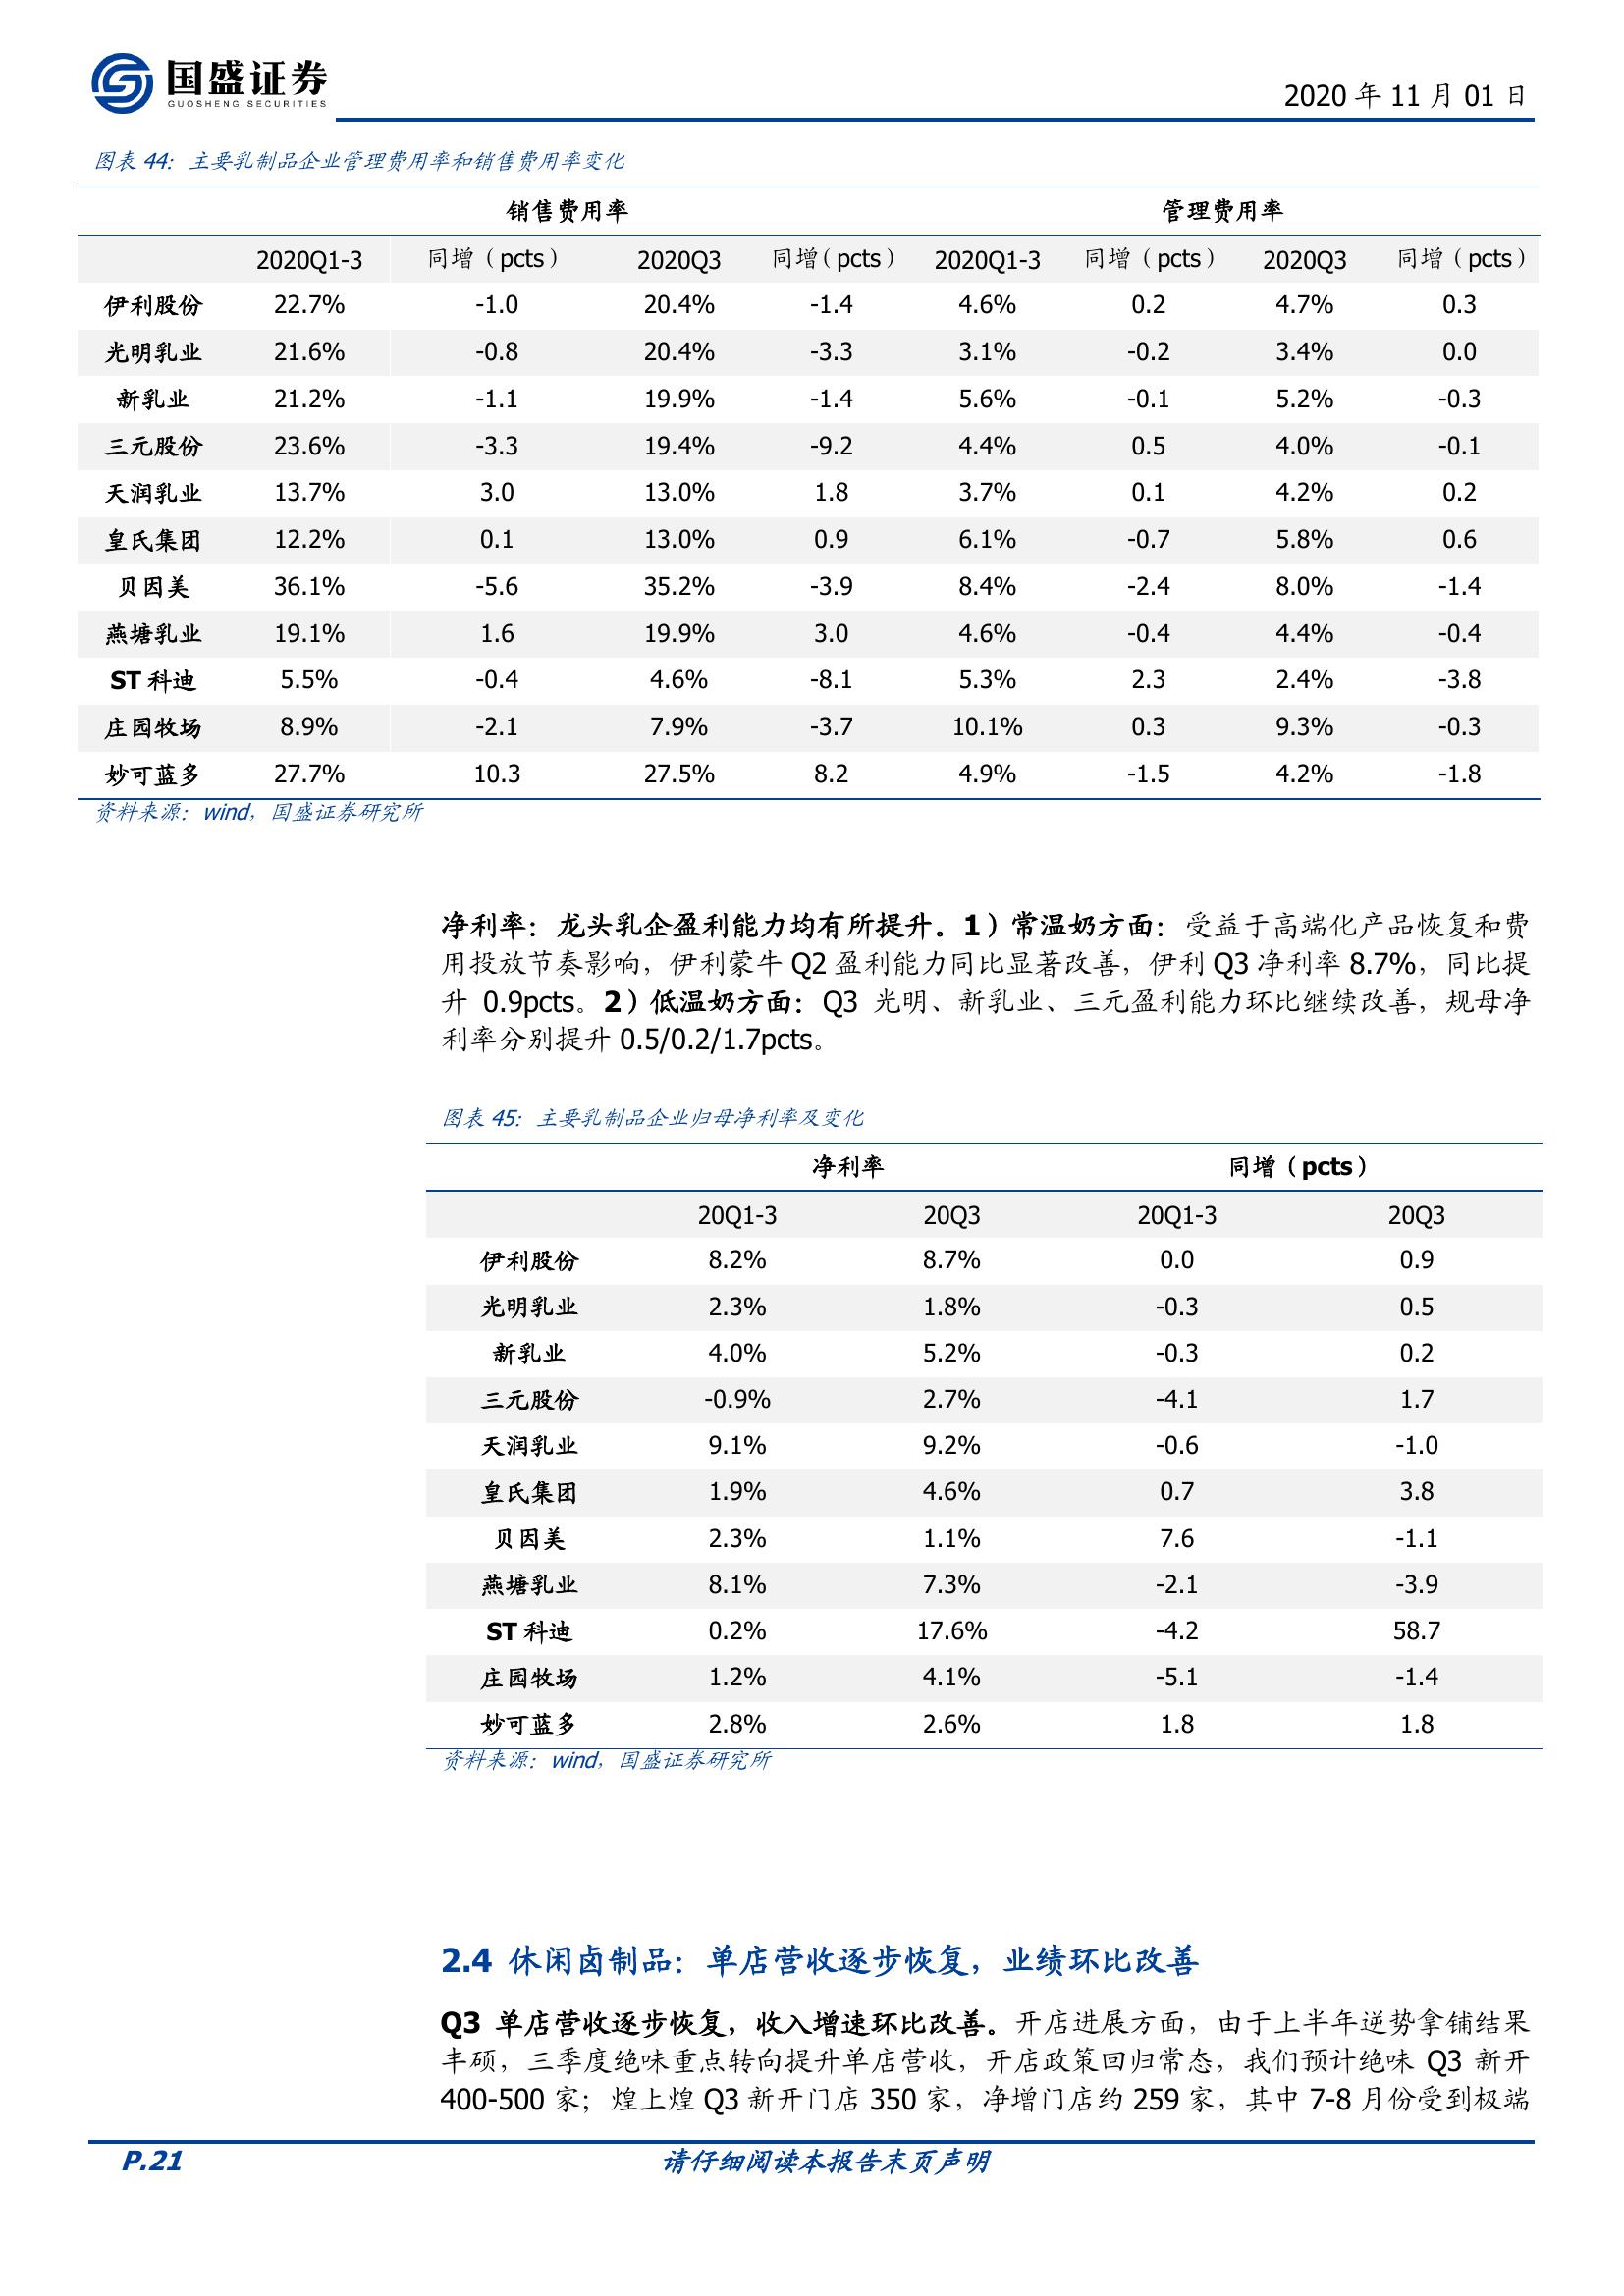 国盛证券
GUOSHENG SECURITIES
2020 年 11 月 01 日
图表 44：主要乳制品企业管理费用率和销售费用率变化
销售费用率 管理费用率
2020Q1-3 同增（pcts） 2020Q3 同增（pcts） 2020Q1-3 同增（pcts） 2020Q3 同增（pcts）
伊利股份 22.7% -1.0 20.4% -1.4 4.6% 0.2 4.7% 0.3
光明乳业 21.6% -0.8 20.4% -3.3 3.1% -0.2 3.4% 0.0
新乳业 21.2% -1.1 19.9% -1.4 5.6% -0.1 5.2% -0.3
三元股份 23.6% -3.3 19.4% -9.2 4.4% 0.5 4.0% -0.1
天润乳业 13.7% 3.0 13.0% 1.8 3.7% 0.1 4.2% 0.2
皇氏集团 12.2% 0.1 13.0% 0.9 6.1% -0.7 5.8% 0.6
贝因美 36.1% -5.6 35.2% -3.9 8.4% -2.4 8.0% -1.4
燕塘乳业 19.1% 1.6 19.9% 3.0 4.6% -0.4 4.4% -0.4
ST 科迪 5.5% -0.4 4.6% -8.1 5.3% 2.3 2.4% -3.8
庄园牧场 8.9% -2.1 7.9% -3.7 10.1% 0.3 9.3% -0.3
妙可蓝多 27.7% 10.3 27.5% 8.2 4.9% -1.5 4.2% -1.8
资料来源：wind，国盛证券研究所
净利率：龙头乳企盈利能力均有所提升。1）常温奶方面：受益于高端化产品恢复和费
用投放节奏影响，伊利蒙牛 Q2 盈利能力同比显著改善，伊利 Q3 净利率 8.7%，同比提
升 0.9pcts。2）低温奶方面：Q3 光明、新乳业、三元盈利能力环比继续改善，规母净
利率分别提升 0.5/0.2/1.7pcts。
图表 45：主要乳制品企业归母净利率及变化
净利率 同增（pcts）
20Q1-3 20Q3 20Q1-3 20Q3
伊利股份 8.2% 8.7% 0.0 0.9
光明乳业 2.3% 1.8% -0.3 0.5
新乳业 4.0% 5.2% -0.3 0.2
三元股份 -0.9% 2.7% -4.1 1.7
天润乳业 9.1% 9.2% -0.6 -1.0
皇氏集团 1.9% 4.6% 0.7 3.8
贝因美 2.3% 1.1% 7.6 -1.1
燕塘乳业 8.1% 7.3% -2.1 -3.9
ST 科迪 0.2% 17.6% -4.2 58.7
庄园牧场 1.2% 4.1% -5.1 -1.4
妙可蓝多 2.8% 2.6% 1.8 1.8
资料来源：wind，国盛证券研究所
2.4 休闲卤制品：单店营收逐步恢复，业绩环比改善
Q3 单店营收逐步恢复，收入增速环比改善。开店进展方面，由于上半年逆势拿铺结果
丰硕，三季度绝味重点转向提升单店营收，开店政策回归常态，我们预计绝味 Q3 新开
400-500 家；煌上煌 Q3 新开门店 350 家，净增门店约 259 家，其中 7-8 月份受到极端
P.21 请仔细阅读本报告末页声明